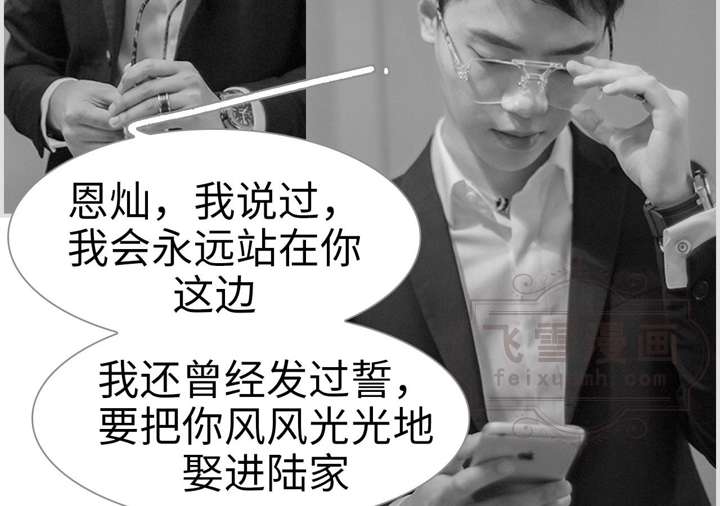 恩灿，我说过，
我会永远站在你
这边
我还曾经发过誓，
要把你风风光光地
娶进陆家
飞雪漫画
feixuemh.com